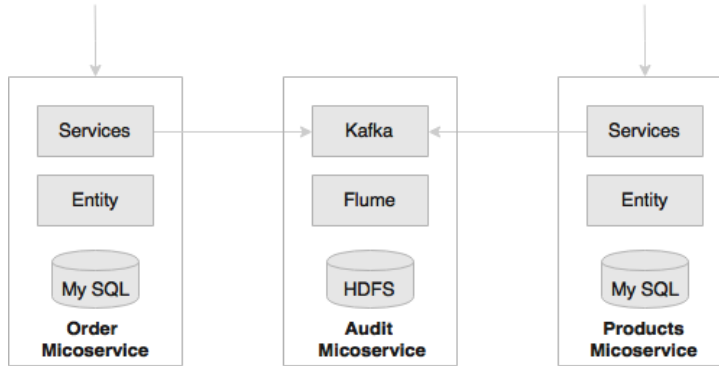 Services
Entity
My SQL
Order
Micoservice
Kafka
Flume
HDFS
Audit
Micoservice
Services
Entity
My SQL
Products
Micoservice